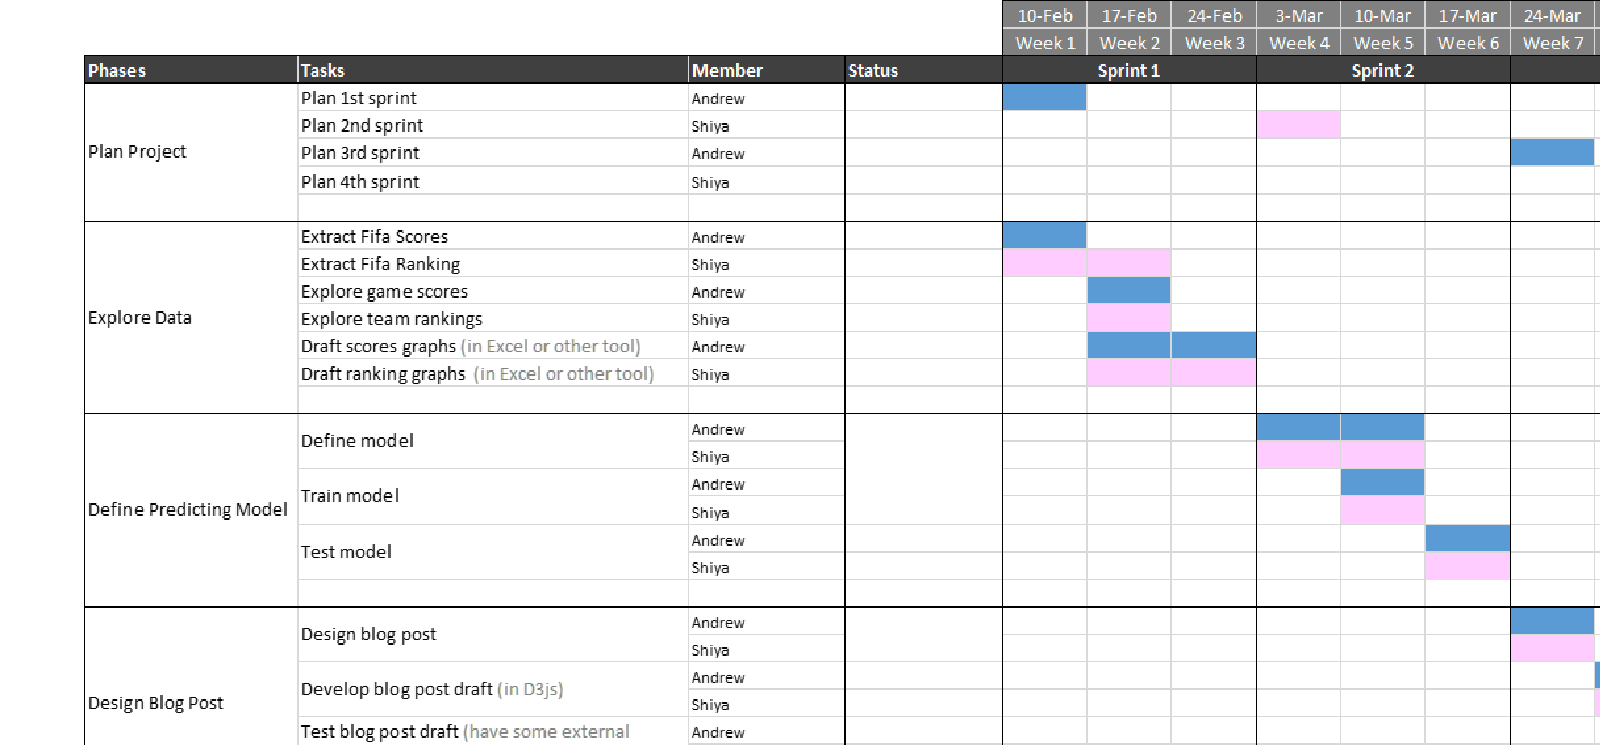 10-Feb 17-Feb 24-Feb 3-Mar 10-Mar 17-Mar 24-Mar
Week 1 Week 2 Week 3 Week 4 Week 5 Week 6 Week 7
Phases Tasks Member Status Sprint 1 Sprint 2
Plan Project
Plan 1st sprint Andrew
Plan 2nd sprint Shiya
Plan 3rd sprint Andrew
Plan 4th sprint Shiya
Explore Data
Extract Fifa Scores Andrew
Extract Fifa Ranking Shiya
Explore game scores Andrew
Explore team rankings Shiya
Draft scores graphs (in Excel or other tool) Andrew
Draft ranking graphs (in Excel or other tool) Shiya
Define Predicting Model
Define model Andrew
Shiya
Train model Andrew
Shiya
Test model Andrew
Shiya
Design Blog Post
Design blog post Andrew
Shiya
Develop blog post draft (in D3js) Andrew
Shiya
Test blog post draft (have some external Andrew